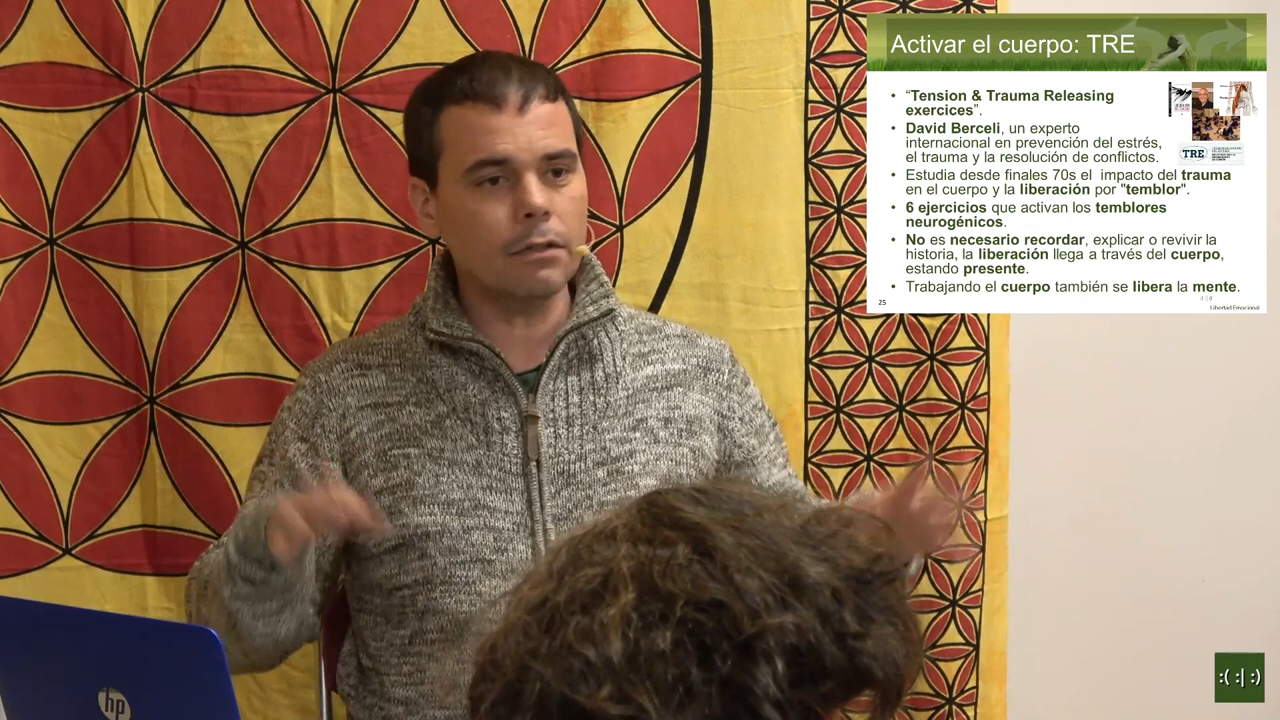 Activar el cuerpo: TRE
• “Tension & Trauma Releasing
exercices”.
• David Berceli, un experto
internacional en prevención del estrés,
el trauma y la resolución de conflictos.
• Estudia desde finales 70s el impacto del trauma
en el cuerpo y la liberación por "temblor".
• 6 ejercicios que activan los temblores
neurogénicos.
• No es necesario recordar, explicar o revivir la
historia, la liberación llega a través del cuerpo,
estando presente.
• Trabajando el cuerpo también se libera la mente.
TRE
25
Libertad Emocional
hp
:( :| :)